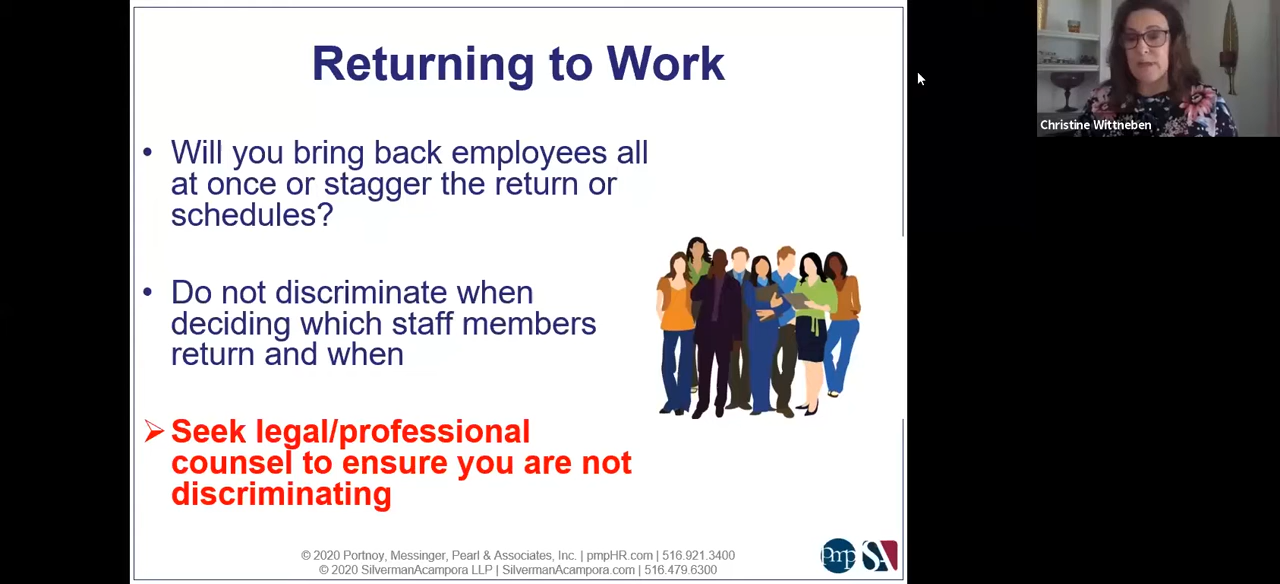 Returning to Work
Christine Wittneben
• Will you bring back employees all
at once or stagger the return or
schedules?
• Do not discriminate when
deciding which staff members
return and when
➢ Seek legal/professional
counsel to ensure you are not
discriminating
© 2020 Portnoy, Messinger, Pearl & Associates, Inc. | pmpHR.com | 516.921.3400
© 2020 SilvermanAcampora LLP | SilvermanAcampora.com | 516.479.6300
pmp SA